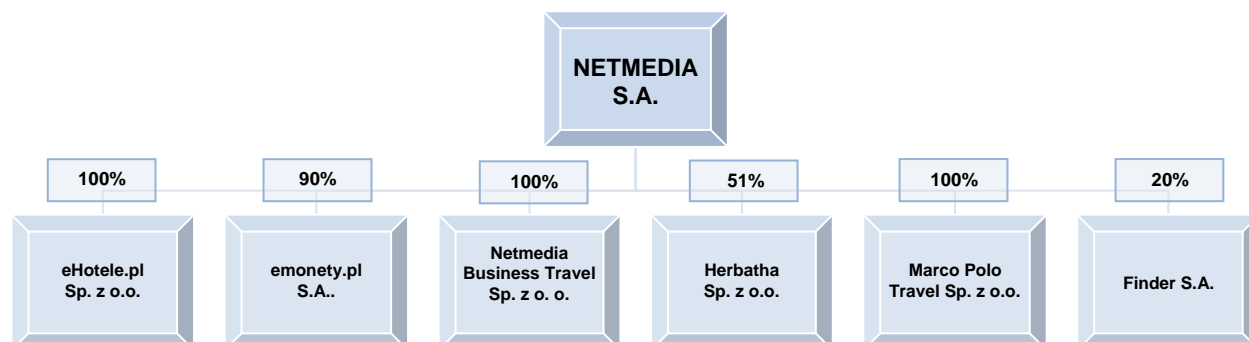 NETMEDIA
S.A.
100%
90%
100%
51%
100%
20%
eHotele.pl
Sp. z o.o.
emonety.pl
S.A..
Netmedia
Business Travel
Sp. z o. o.
Herbatha
Sp. z o.o.
Marco Polo
Travel Sp. z o.o.
Finder S.A.